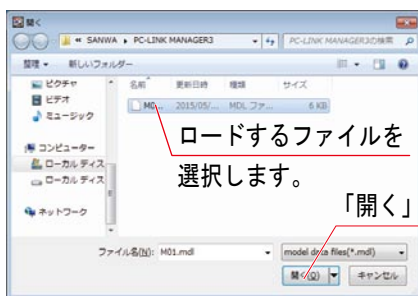 開く
« SANWA ▸ PC-LINK MANAGER3
PC-LINK MANAGER3の検索
整理 ▾ 新しいフォルダー
ピクチャ
ビデオ
ミュージック
コンピューター
ローカル ディス
ローカル ディス
ネットワーク
名前 更新日時 種類 サイズ
M0... 2015/05/... MDL ファ... 6 KB
ロードするファイルを
選択します。
「開く」
ファイル名(N): M01.mdl model data files(*.mdl)
開く(O) キャンセル